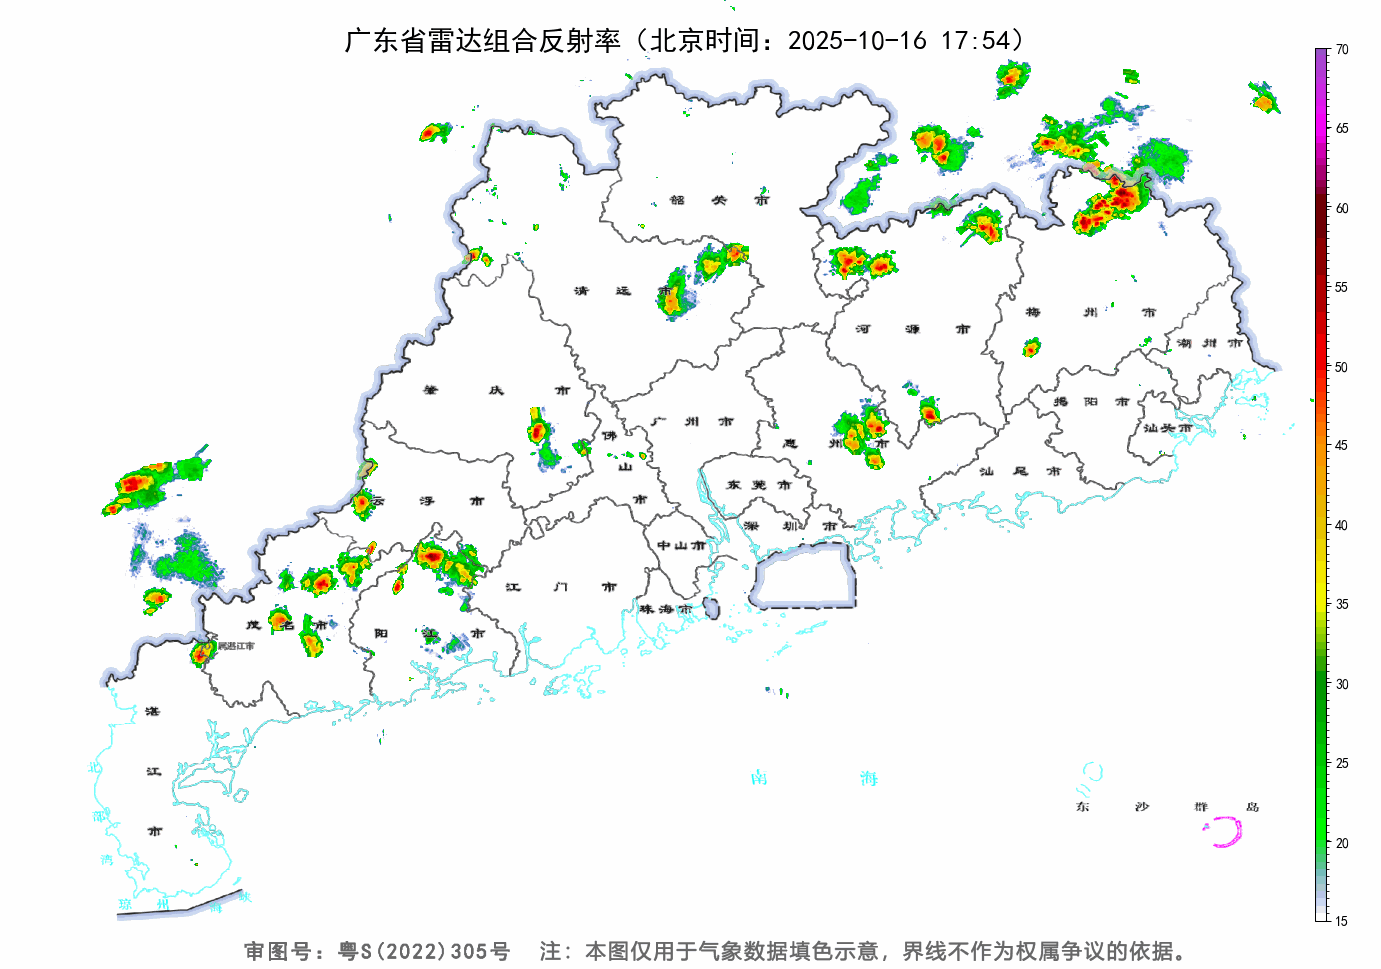 广东省雷达组合反射率（北京时间：2025-10-16 17:54）
70
65
60
55
50
45
40
35
30
25
20
15
韶关市
清远市
河源市
梅州市
潮州市
肇庆市
广州市
佛山市
惠州市
揭阳市
汕头市
汕尾市
东莞市
云浮市
深圳市
中山市
江门市
珠海市
茂名市
阳江市
属湛江市
湛江市
北部湾
南海
东沙群岛
琼州海峡
审图号：粤S(2022)305号 注：本图仅用于气象数据填色示意，界线不作为权属争议的依据。